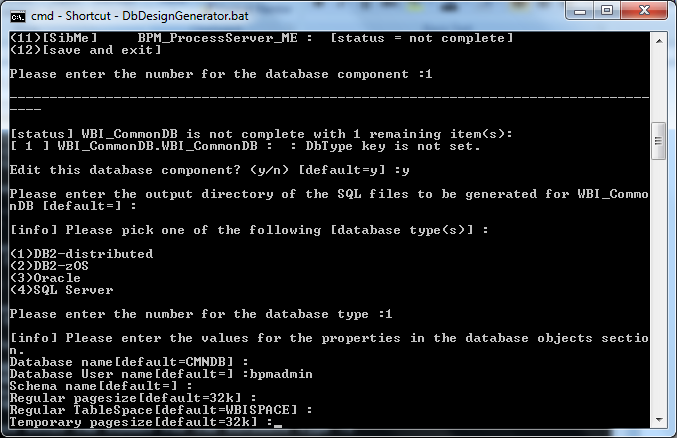 cmd - Shortcut - DbDesignGenerator.bat
(11)[SibMe]     BPM_ProcessServer_ME :  [status = not complete]
(12)[save and exit]
Please enter the number for the database component :1
--------------------------------------------------------------------------------
----
[status] WBI_CommonDB is not complete with 1 remaining item(s):
[ 1 ] WBI_CommonDB.WBI_CommonDB :  : DbType key is not set.
Edit this database component? (y/n) [default=y] :y
Please enter the output directory of the SQL files to be generated for WBI_Commo
nDB [default=] :
[info] Please pick one of the following [database type(s)] :
(1)DB2-distributed
(2)DB2-zOS
(3)Oracle
(4)SQL Server
Please enter the number for the database type :1
[info] Please enter the values for the properties in the database objects sectio
n.
Database name[default=CMNDB] :
Database User name[default=] :bpmadmin
Schema name[default=] :
Regular pagesize[default=32k] :
Regular TableSpace[default=WBISPACE] :
Temporary pagesize[default=32k] :_